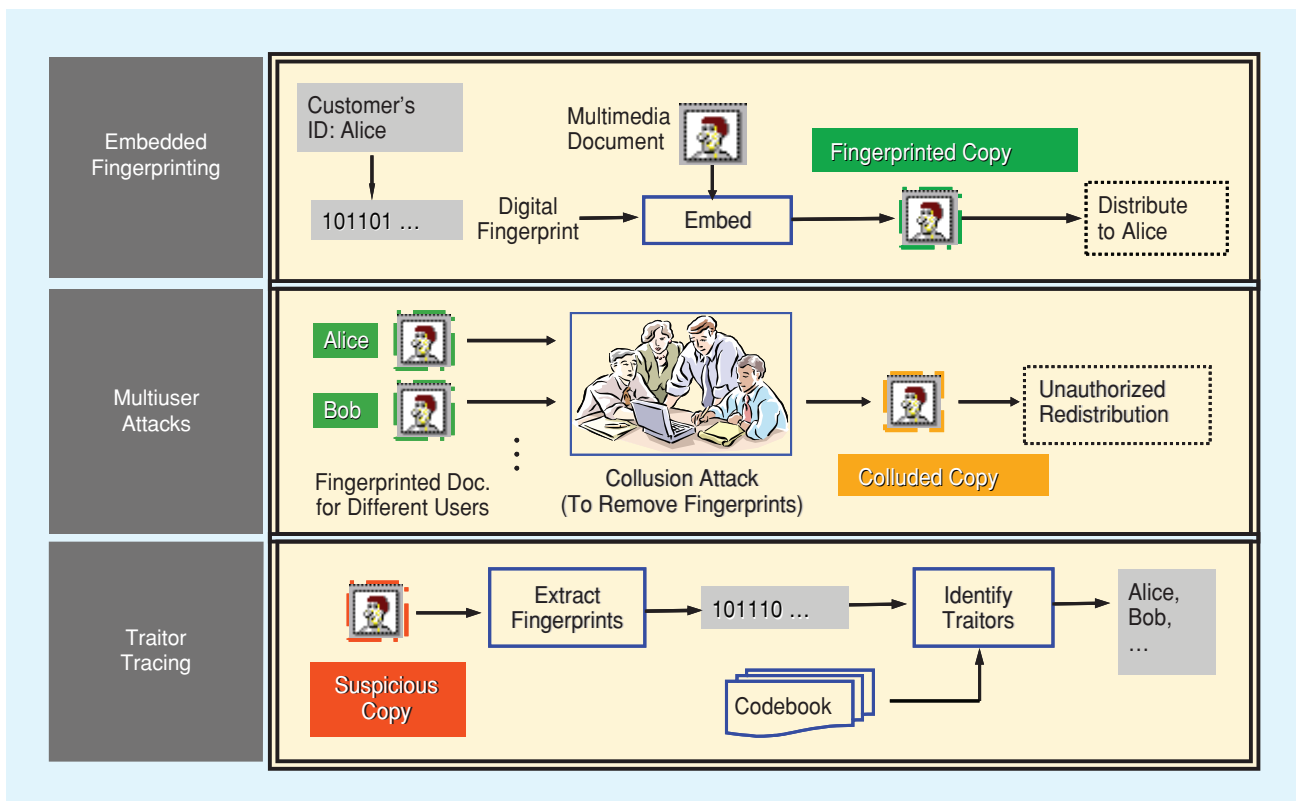 Embedded
Fingerprinting
Customer's
ID: Alice
101101 ...
Multimedia
Document
Digital
Fingerprint
Embed
Fingerprinted Copy
Distribute
to Alice
Multiuser
Attacks
Alice
Bob
Fingerprinted Doc.
for Different Users
Collusion Attack
(To Remove Fingerprints)
Colluded Copy
Unauthorized
Redistribution
Traitor
Tracing
Suspicious
Copy
Extract
Fingerprints
101110 ...
Codebook
Identify
Traitors
Alice,
Bob,
...